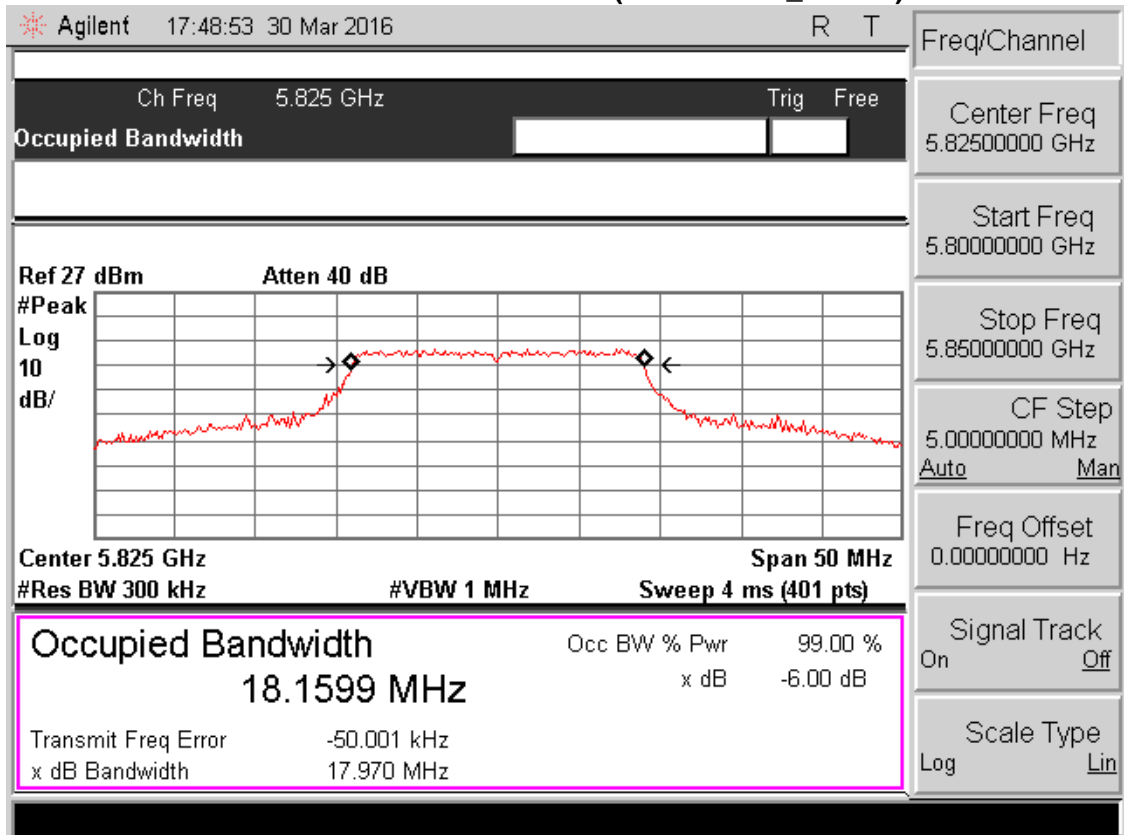 Agilent 17:48:53 30 Mar 2016 R T
Freq/Channel
Ch Freq 5.825 GHz Trig Free
Occupied Bandwidth
Center Freq
5.82500000 GHz
Start Freq
5.80000000 GHz
Stop Freq
5.85000000 GHz
CF Step
5.00000000 MHz
Auto Man
Freq Offset
0.00000000 Hz
Signal Track
On Off
Scale Type
Log Lin
Ref 27 dBm Atten 40 dB
#Peak
Log
10
dB/
Center 5.825 GHz Span 50 MHz
#Res BW 300 kHz #VBW 1 MHz Sweep 4 ms (401 pts)
Occupied Bandwidth
18.1599 MHz
Occ BW % Pwr 99.00 %
x dB -6.00 dB
Transmit Freq Error -50.001 kHz
x dB Bandwidth 17.970 MHz